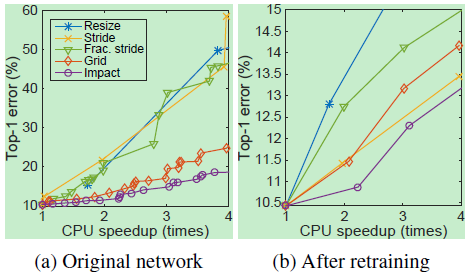 60
50
40
30
20
10
Top-1 error (%)
Resize
Stride
Frac. stride
Grid
Impact
1
2
3
4
CPU speedup (times)
(a) Original network
15
14.5
14
13.5
13
12.5
12
11.5
11
10.5
Top-1 error (%)
1
2
3
4
CPU speedup (times)
(b) After retraining